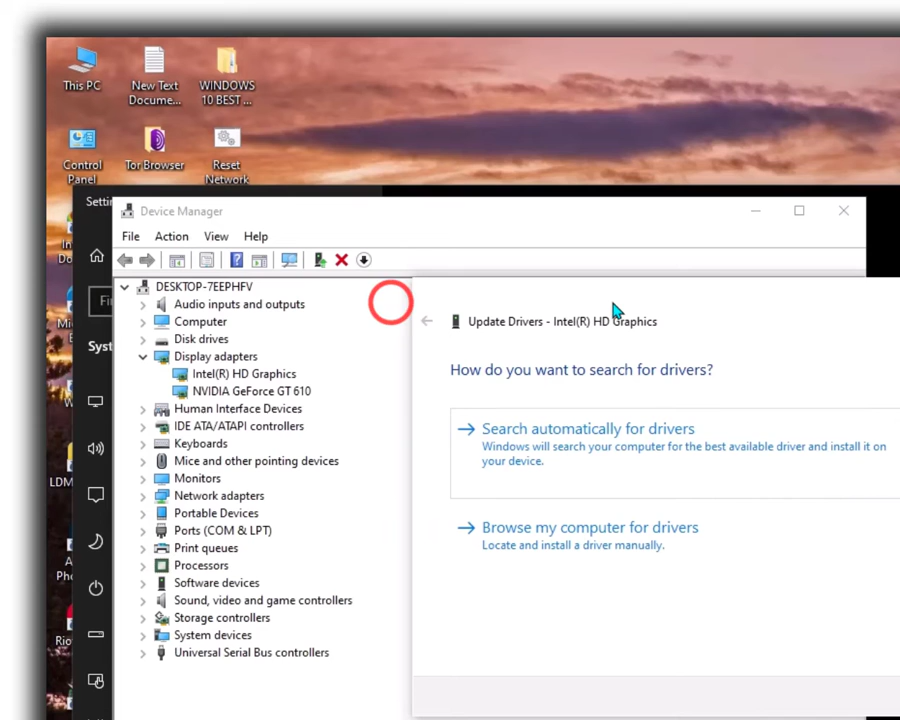 This PC
New Text
Docume...
WINDOWS
10 BEST ...
Control
Panel
Tor Browser
Reset
Network
Device Manager
File Action View Help
DESKTOP-7EEPHFV
Audio inputs and outputs
Computer
Disk drives
Display adapters
Intel(R) HD Graphics
NVIDIA GeForce GT 610
Human Interface Devices
IDE ATA/ATAPI controllers
Keyboards
Mice and other pointing devices
Monitors
Network adapters
Portable Devices
Ports (COM & LPT)
Print queues
Processors
Software devices
Sound, video and game controllers
Storage controllers
System devices
Universal Serial Bus controllers
Update Drivers - Intel(R) HD Graphics
How do you want to search for drivers?
Search automatically for drivers
Windows will search your computer for the best available driver and install it on
your device.
Browse my computer for drivers
Locate and install a driver manually.